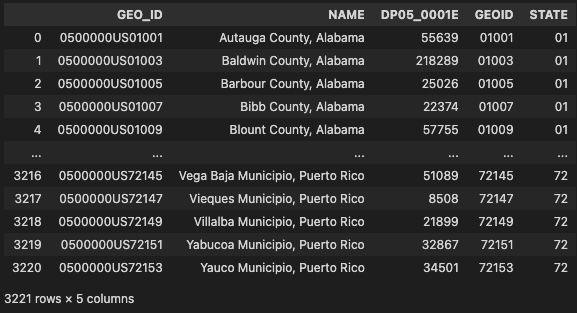 GEO_ID NAME DP05_0001E GEOID STATE
0 0500000US01001 Autauga County, Alabama 55639 01001 01
1 0500000US01003 Baldwin County, Alabama 218289 01003 01
2 0500000US01005 Barbour County, Alabama 25026 01005 01
3 0500000US01007 Bibb County, Alabama 22374 01007 01
4 0500000US01009 Blount County, Alabama 57755 01009 01
... ... ... ... ... ...
3216 0500000US72145 Vega Baja Municipio, Puerto Rico 51089 72145 72
3217 0500000US72147 Vieques Municipio, Puerto Rico 8508 72147 72
3218 0500000US72149 Villalba Municipio, Puerto Rico 21899 72149 72
3219 0500000US72151 Yabucoa Municipio, Puerto Rico 32867 72151 72
3220 0500000US72153 Yauco Municipio, Puerto Rico 34501 72153 72
3221 rows × 5 columns